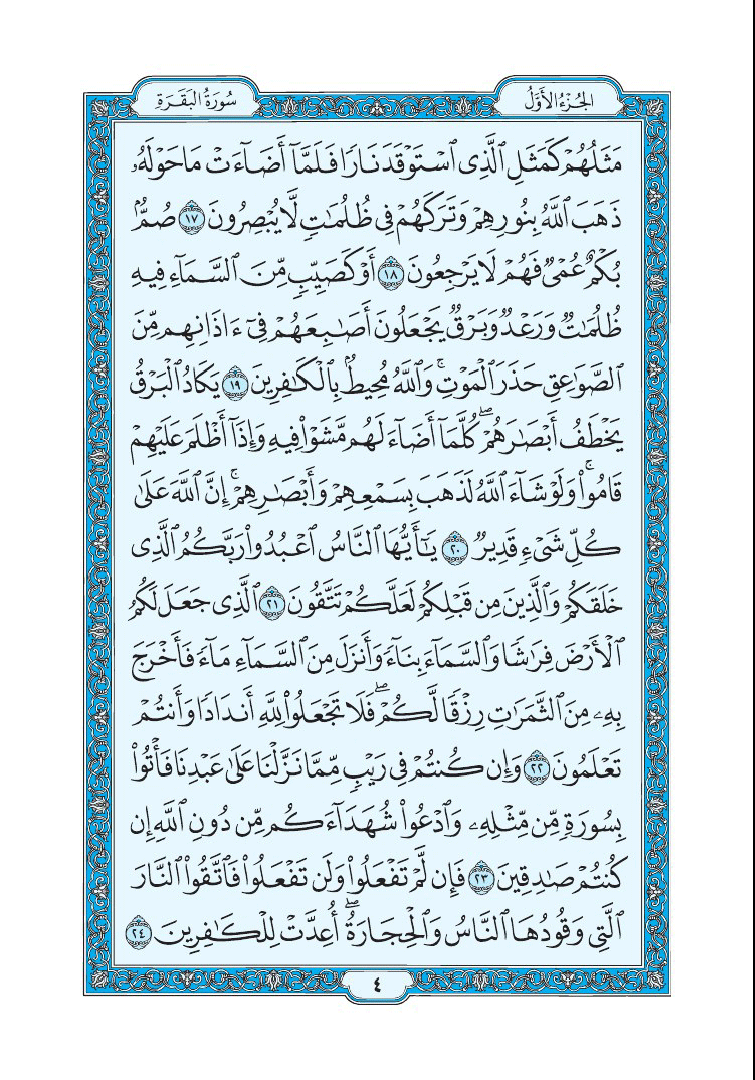 الجُزْءُ الأَوَّلُ
سُورَةُ البَقَرَةِ
مَثَلُهُمْ كَمَثَلِ ٱلَّذِى ٱسْتَوْقَدَ نَارًا فَلَمَّآ أَضَآءَتْ مَا حَوْلَهُۥ
ذَهَبَ ٱللَّهُ بِنُورِهِمْ وَتَرَكَهُمْ فِى ظُلُمَـٰتٍ لَّا يُبْصِرُونَ ١٧ صُمٌّۢ
بُكْمٌ عُمْىٌ فَهُمْ لَا يَرْجِعُونَ ١٨ أَوْ كَصَيِّبٍ مِّنَ ٱلسَّمَآءِ فِيهِ
ظُلُمَـٰتٌ وَرَعْدٌ وَبَرْقٌ يَجْعَلُونَ أَصَـٰبِعَهُمْ فِىٓ ءَاذَانِهِم مِّنَ
ٱلصَّوَٰعِقِ حَذَرَ ٱلْمَوْتِ ۚ وَٱللَّهُ مُحِيطٌۢ بِٱلْكَـٰفِرِينَ ١٩ يَكَادُ ٱلْبَرْقُ
يَخْطَفُ أَبْصَـٰرَهُمْ ۖ كُلَّمَآ أَضَآءَ لَهُم مَّشَوْا۟ فِيهِ وَإِذَآ أَظْلَمَ عَلَيْهِمْ
قَامُوا۟ ۚ وَلَوْ شَآءَ ٱللَّهُ لَذَهَبَ بِسَمْعِهِمْ وَأَبْصَـٰرِهِمْ ۚ إِنَّ ٱللَّهَ عَلَىٰ
كُلِّ شَىْءٍ قَدِيرٌ ٢٠ يَـٰٓأَيُّهَا ٱلنَّاسُ ٱعْبُدُوا۟ رَبَّكُمُ ٱلَّذِى
خَلَقَكُمْ وَٱلَّذِينَ مِن قَبْلِكُمْ لَعَلَّكُمْ تَتَّقُونَ ٢١ ٱلَّذِى جَعَلَ لَكُمُ
ٱلْأَرْضَ فِرَٰشًا وَٱلسَّمَآءَ بِنَآءً وَأَنزَلَ مِنَ ٱلسَّمَآءِ مَآءً فَأَخْرَجَ
بِهِۦ مِنَ ٱلثَّمَرَٰتِ رِزْقًا لَّكُمْ ۖ فَلَا تَجْعَلُوا۟ لِلَّهِ أَندَادًا وَأَنتُمْ
تَعْلَمُونَ ٢٢ وَإِن كُنتُمْ فِى رَيْبٍ مِّمَّا نَزَّلْنَا عَلَىٰ عَبْدِنَا فَأْتُوا۟
بِسُورَةٍ مِّن مِّثْلِهِۦ وَٱدْعُوا۟ شُهَدَآءَكُم مِّن دُونِ ٱللَّهِ إِن
كُنتُمْ صَـٰدِقِينَ ٢٣ فَإِن لَّمْ تَفْعَلُوا۟ وَلَن تَفْعَلُوا۟ فَٱتَّقُوا۟ ٱلنَّارَ
ٱلَّتِى وَقُودُهَا ٱلنَّاسُ وَٱلْحِجَارَةُ ۖ أُعِدَّتْ لِلْكَـٰفِرِينَ ٢٤
٤